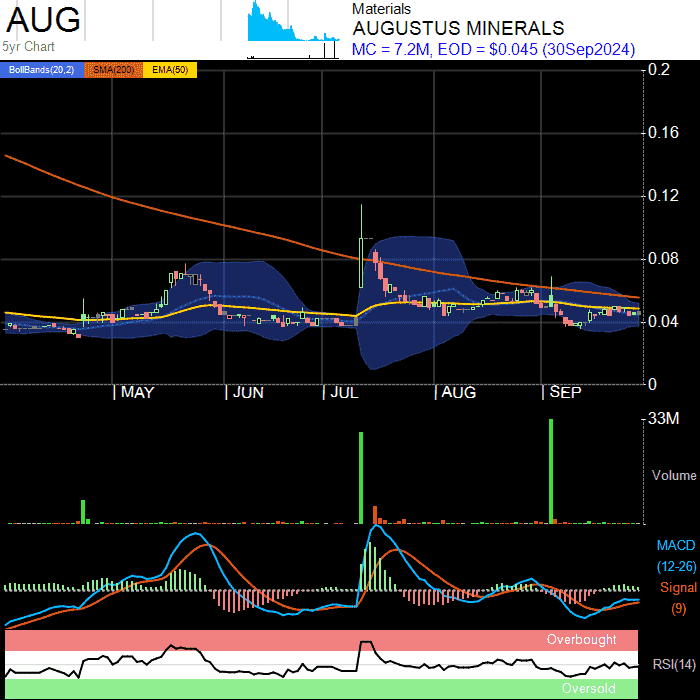 AUG
5yr Chart
Materials
AUGUSTUS MINERALS
MC = 7.2M, EOD = $0.045 (30Sep2024)
BollBands(20,2) SMA(200) EMA(50)
0.2
0.16
0.12
0.08
0.04
0
MAY JUN JUL AUG SEP
33M
Volume
MACD
(12-26)
Signal
(9)
Overbought
RSI(14)
Oversold